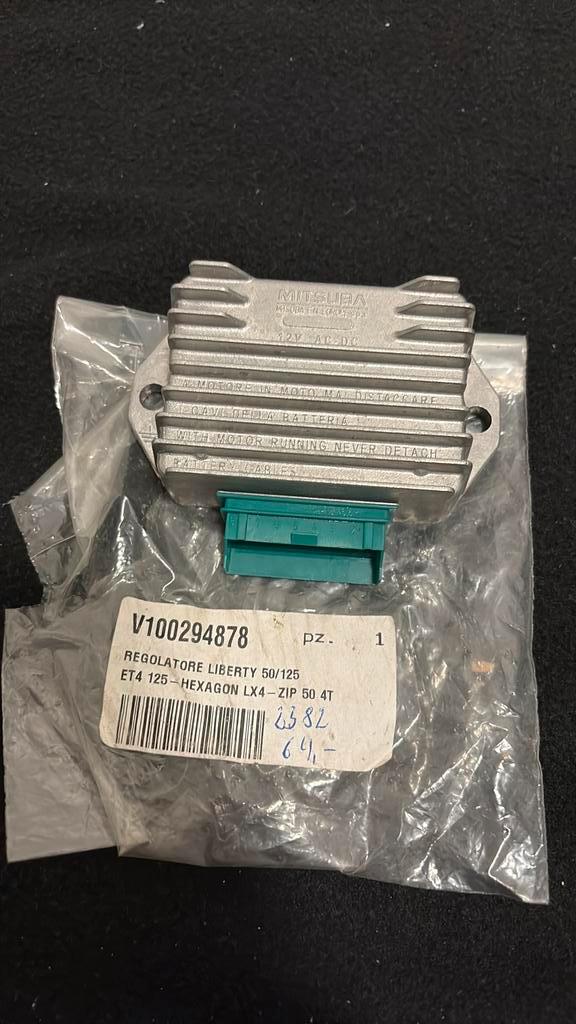 MITSUBA
12V AC-DC
A MOTORE IN MOTO MAI DISTACCARE
I CAVI DELLA BATTERIA
WITH MOTOR RUNNING NEVER DETACH
BATTERY CABLES
V100294878 pz. 1
REGOLATORE LIBERTY 50/125
ET4 125-HEXAGON LX4-ZIP 50 4T
2382
64,-